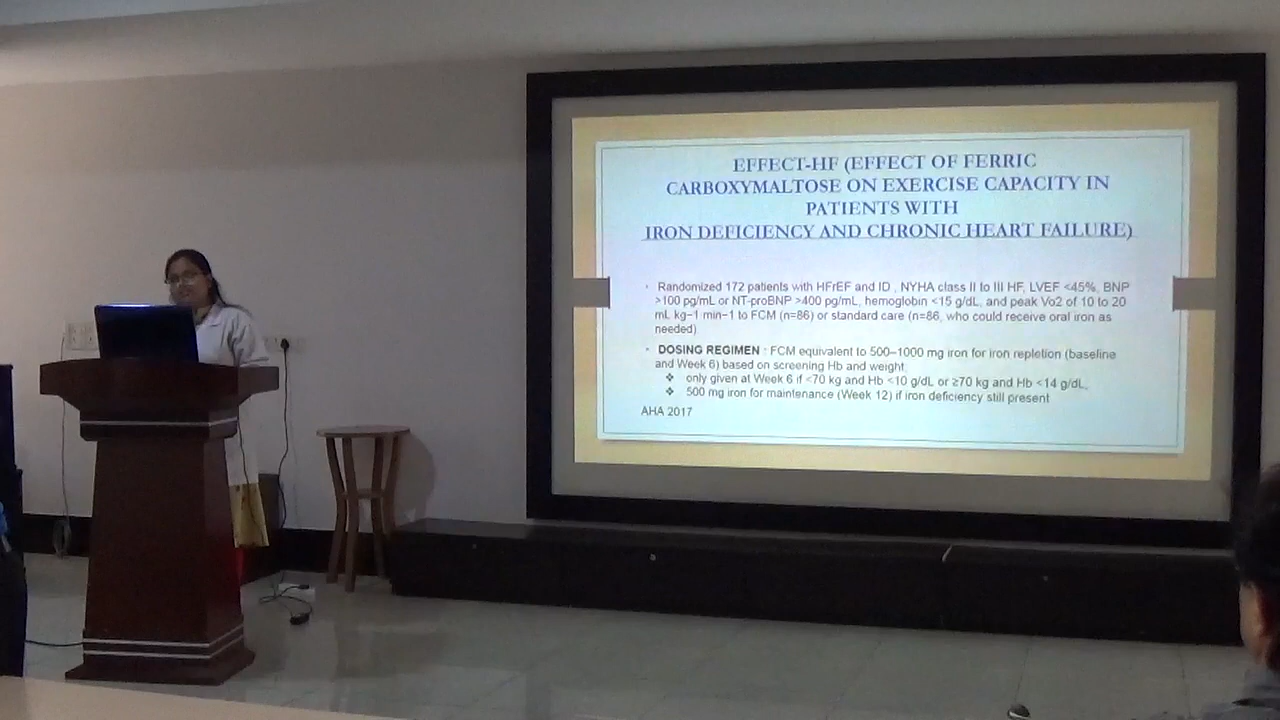 EFFECT-HF (EFFECT OF FERRIC
CARBOXYMALTOSE ON EXERCISE CAPACITY IN
PATIENTS WITH
IRON DEFICIENCY AND CHRONIC HEART FAILURE)
• Randomized 172 patients with HFrEF and ID , NYHA class II to III HF, LVEF <45%, BNP
>100 pg/mL or NT-proBNP >400 pg/mL, hemoglobin <15 g/dL, and peak Vo2 of 10 to 20
mL kg−1 min−1 to FCM (n=86) or standard care (n=86, who could receive oral iron as
needed)
• DOSING REGIMEN : FCM equivalent to 500–1000 mg iron for iron repletion (baseline
and Week 6) based on screening Hb and weight,
❖ only given at Week 6 if <70 kg and Hb <10 g/dL or ≥70 kg and Hb <14 g/dL,
❖ 500 mg iron for maintenance (Week 12) if iron deficiency still present
AHA 2017